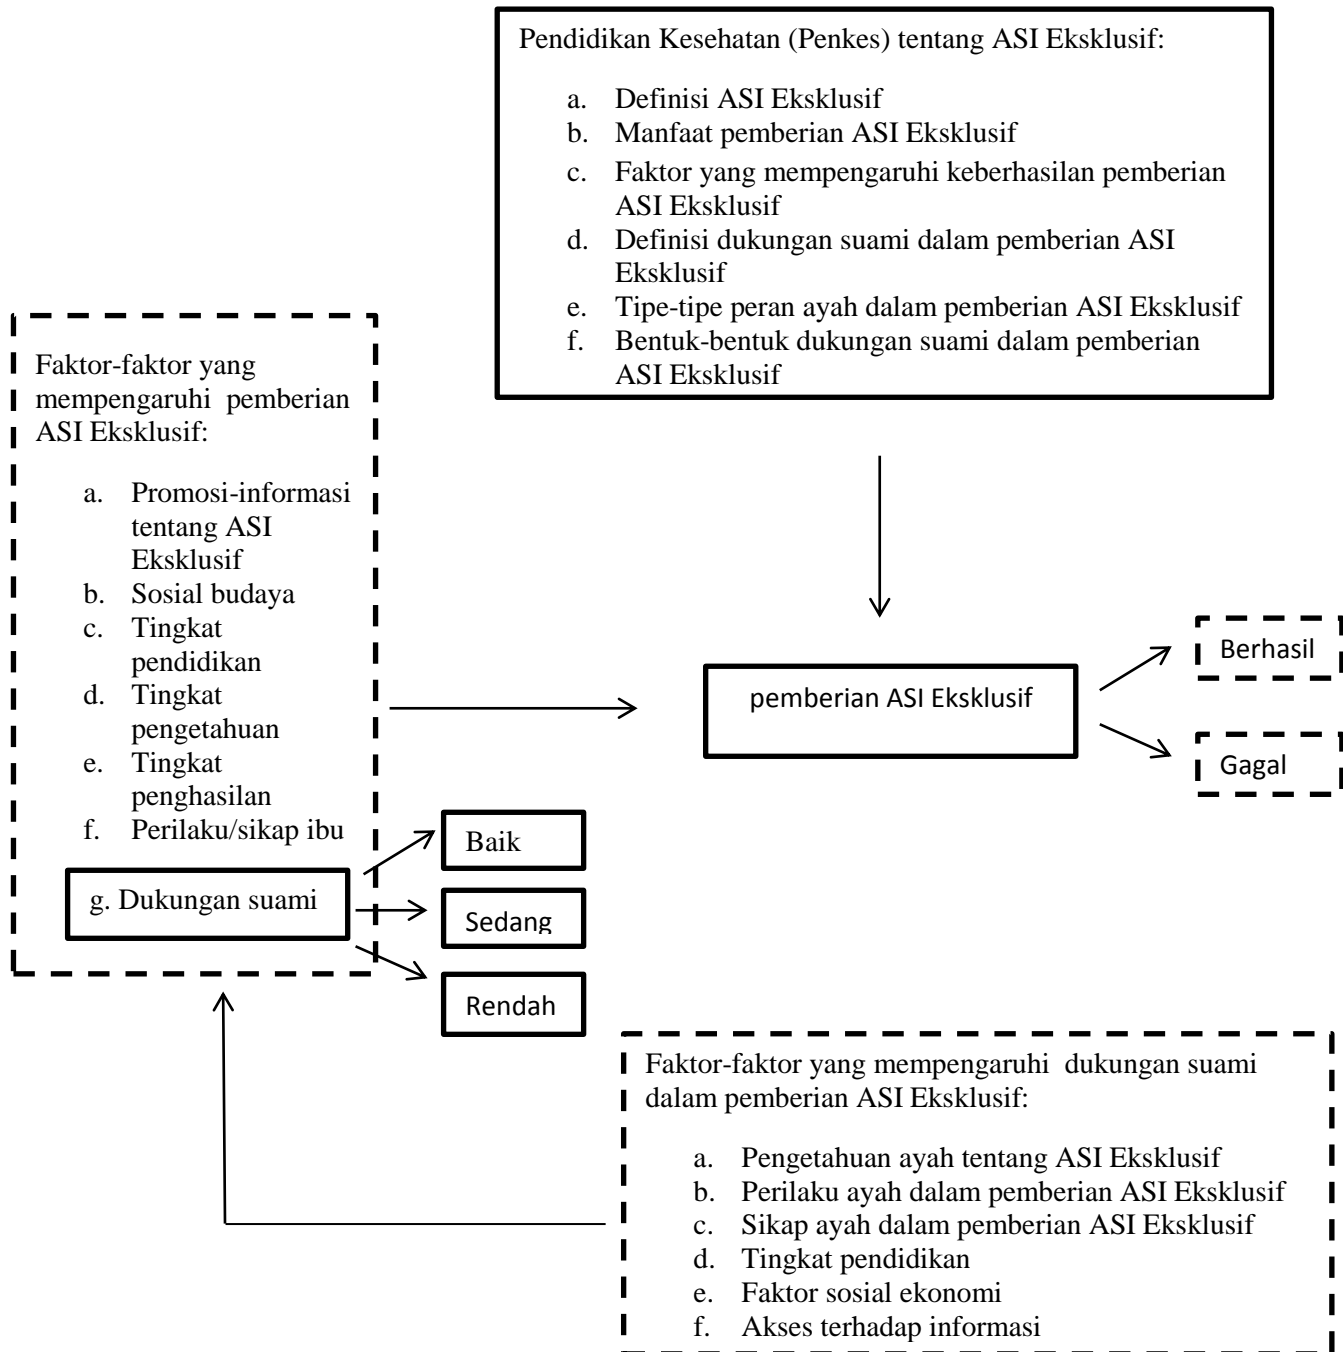 Pendidikan Kesehatan (Penkes) tentang ASI Eksklusif:
a. Definisi ASI Eksklusif
b. Manfaat pemberian ASI Eksklusif
c. Faktor yang mempengaruhi keberhasilan pemberian
ASI Eksklusif
d. Definisi dukungan suami dalam pemberian ASI
Eksklusif
e. Tipe-tipe peran ayah dalam pemberian ASI Eksklusif
f. Bentuk-bentuk dukungan suami dalam pemberian
ASI Eksklusif
Faktor-faktor yang
mempengaruhi pemberian
ASI Eksklusif:
a. Promosi-informasi
tentang ASI
Eksklusif
b. Sosial budaya
c. Tingkat
pendidikan
d. Tingkat
pengetahuan
e. Tingkat
penghasilan
f. Perilaku/sikap ibu
g. Dukungan suami
Baik
Sedang
Rendah
pemberian ASI Eksklusif
Berhasil
Gagal
Faktor-faktor yang mempengaruhi dukungan suami
dalam pemberian ASI Eksklusif:
a. Pengetahuan ayah tentang ASI Eksklusif
b. Perilaku ayah dalam pemberian ASI Eksklusif
c. Sikap ayah dalam pemberian ASI Eksklusif
d. Tingkat pendidikan
e. Faktor sosial ekonomi
f. Akses terhadap informasi